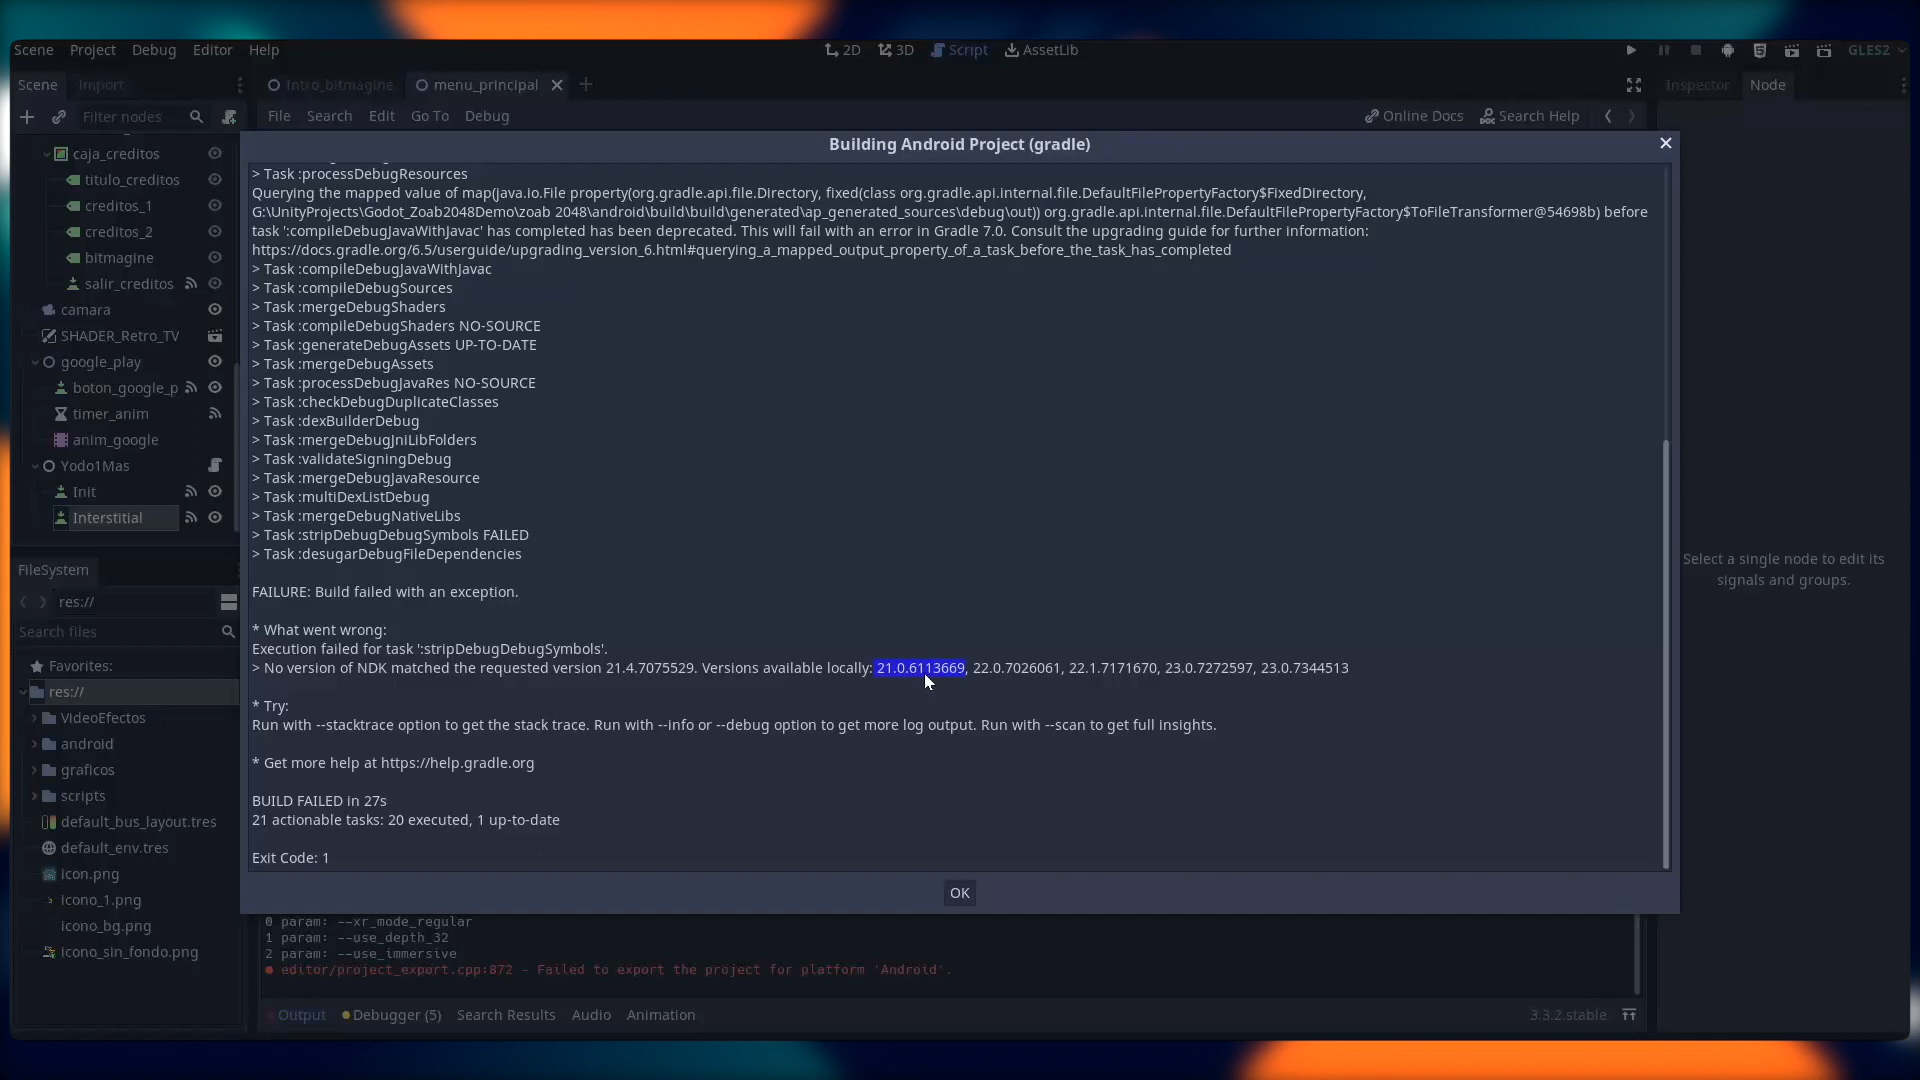 Scene Project Debug Editor Help
2D 3D Script AssetLib
GLES2
Scene Import
Intro_bitmagine menu_principal
Inspector Node
Filter nodes
File Search Edit Go To Debug
Online Docs Search Help
caja_creditos
titulo_creditos
creditos_1
creditos_2
bitmagine
salir_creditos
camara
SHADER_Retro_TV
google_play
boton_google_p
timer_anim
anim_google
Yodo1Mas
Init
Interstitial
FileSystem
res://
Search files
Favorites:
res://
VideoEfectos
android
graficos
scripts
default_bus_layout.tres
default_env.tres
icon.png
icono_1.png
icono_bg.png
icono_sin_fondo.png
Building Android Project (gradle)
> Task :processDebugResources
Querying the mapped value of map(java.io.File property(org.gradle.api.file.Directory, fixed(class org.gradle.api.internal.file.DefaultFilePropertyFactory$FixedDirectory,
G:\UnityProjects\Godot_Zoab2048Demo\zoab 2048\android\build\build\generated\ap_generated_sources\debug\out)) org.gradle.api.internal.file.DefaultFilePropertyFactory$ToFileTransformer@54698b) before
task ':compileDebugJavaWithJavac' has completed has been deprecated. This will fail with an error in Gradle 7.0. Consult the upgrading guide for further information:
https://docs.gradle.org/6.5/userguide/upgrading_version_6.html#querying_a_mapped_output_property_of_a_task_before_the_task_has_completed
> Task :compileDebugJavaWithJavac
> Task :compileDebugSources
> Task :mergeDebugShaders
> Task :compileDebugShaders NO-SOURCE
> Task :generateDebugAssets UP-TO-DATE
> Task :mergeDebugAssets
> Task :processDebugJavaRes NO-SOURCE
> Task :checkDebugDuplicateClasses
> Task :dexBuilderDebug
> Task :mergeDebugJniLibFolders
> Task :validateSigningDebug
> Task :mergeDebugJavaResource
> Task :multiDexListDebug
> Task :mergeDebugNativeLibs
> Task :stripDebugDebugSymbols FAILED
> Task :desugarDebugFileDependencies
FAILURE: Build failed with an exception.
* What went wrong:
Execution failed for task ':stripDebugDebugSymbols'.
> No version of NDK matched the requested version 21.4.7075529. Versions available locally: 21.0.6113669, 22.0.7026061, 22.1.7171670, 23.0.7272597, 23.0.7344513
* Try:
Run with --stacktrace option to get the stack trace. Run with --info or --debug option to get more log output. Run with --scan to get full insights.
* Get more help at https://help.gradle.org
BUILD FAILED in 27s
21 actionable tasks: 20 executed, 1 up-to-date
Exit Code: 1
OK
0 param: --xr_mode_regular
1 param: --use_depth_32
2 param: --use_immersive
editor/project_export.cpp:872 - Failed to export the project for platform 'Android'.
Output Debugger (5) Search Results Audio Animation
3.3.2.stable
Select a single node to edit its
signals and groups.